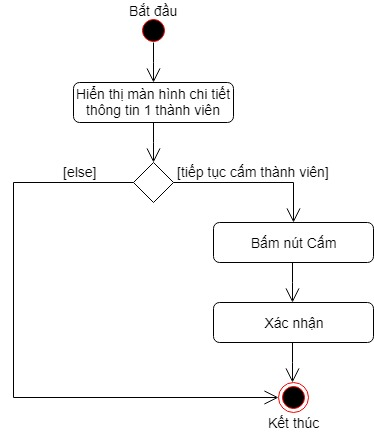 Bắt đầu
Hiển thị màn hình chi tiết
thông tin 1 thành viên
[else]
[tiếp tục cấm thành viên]
Bấm nút Cấm
Xác nhận
Kết thúc